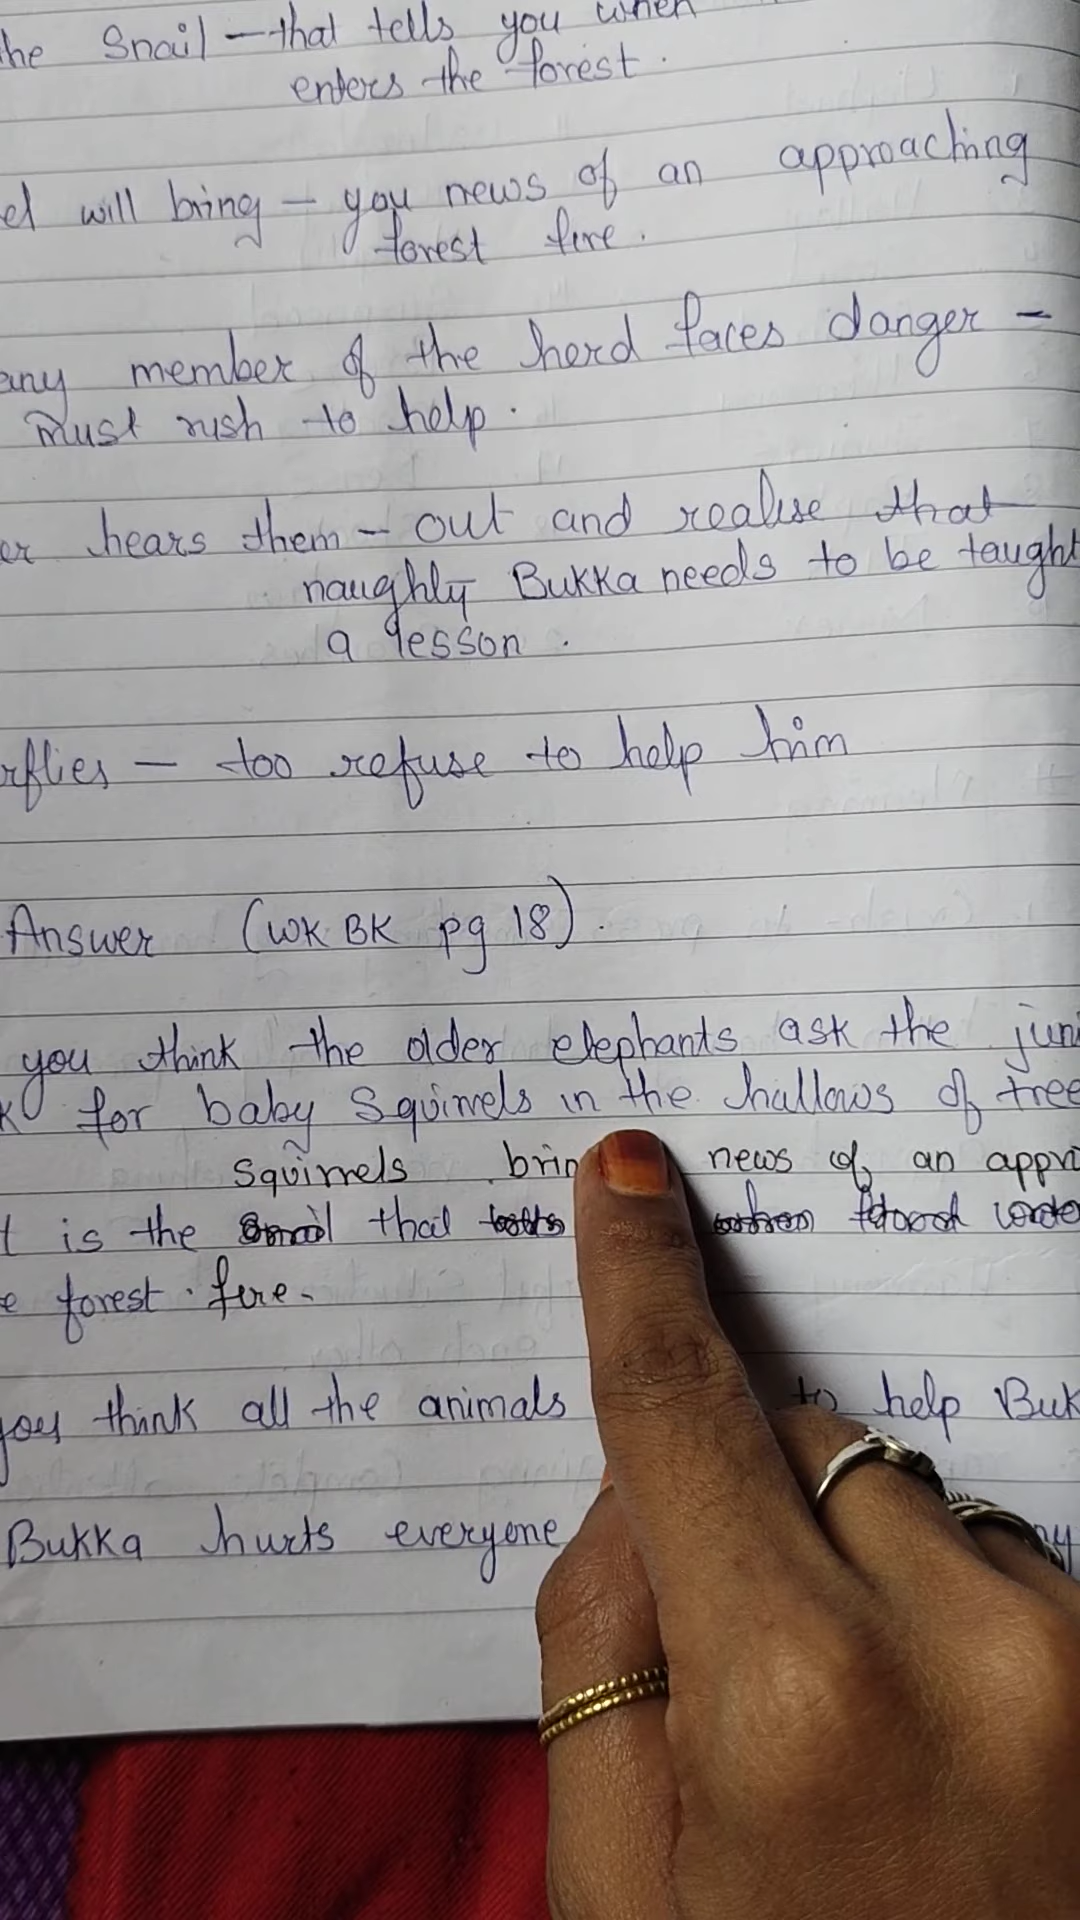 he Snail - that tells you when
enters the forest.
el will bring - you news of an approaching
forest fire.
any member of the herd faces danger -
must rush to help.
er hears them - out and realise that
naughty Bukka needs to be taught
a lesson.
rflies - too refuse to help him
Answer (WK BK pg 18).
you think the older elephants ask the juni
k for baby squirrels in the hallows of tree
squirrels brin news of an appro
t is the that
e forest. fire.
you think all the animals to help Buk
Bukka hurts everyone ny